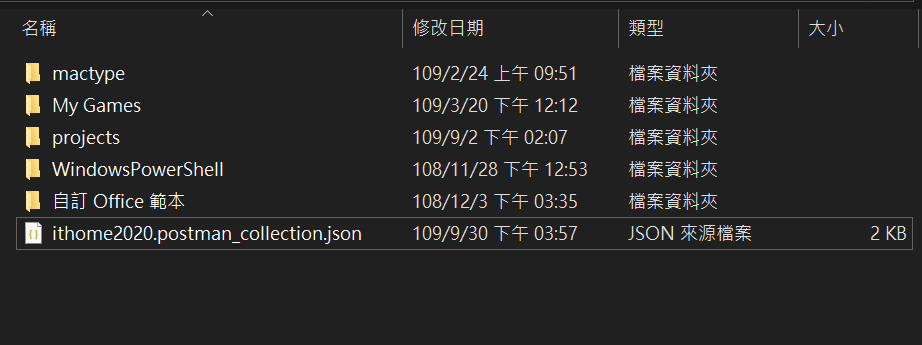 名稱 修改日期 類型 大小
mactype 109/2/24 上午 09:51 檔案資料夾
My Games 109/3/20 下午 12:12 檔案資料夾
projects 109/9/2 下午 02:07 檔案資料夾
WindowsPowerShell 108/11/28 下午 12:53 檔案資料夾
自訂 Office 範本 108/12/3 下午 03:35 檔案資料夾
ithome2020.postman_collection.json 109/9/30 下午 03:57 JSON 來源檔案 2 KB